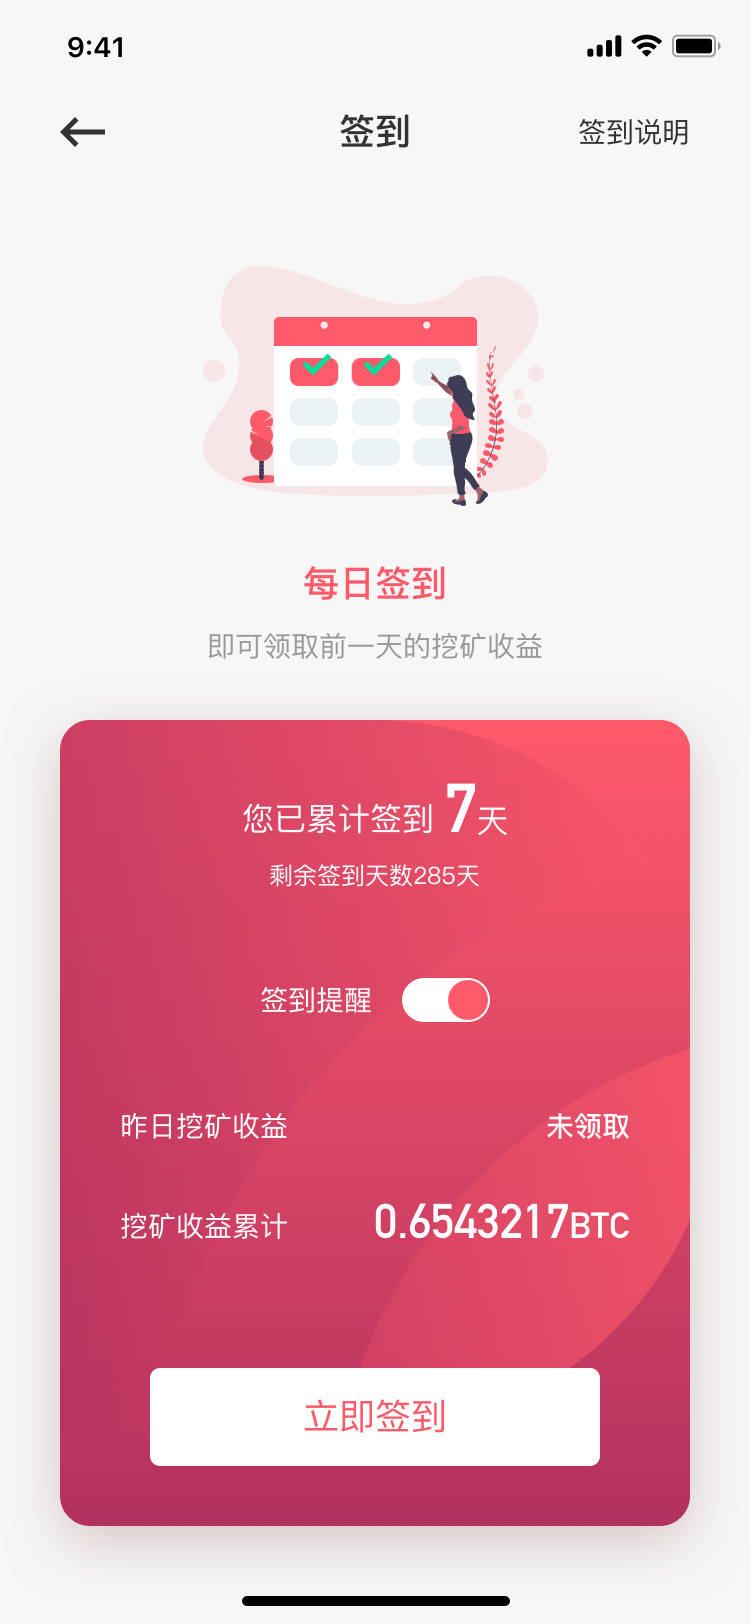 9:41
签到
签到说明
每日签到
即可领取前一天的挖矿收益
您已累计签到 7天
剩余签到天数285天
签到提醒
昨日挖矿收益 未领取
挖矿收益累计 0.6543217BTC
立即签到